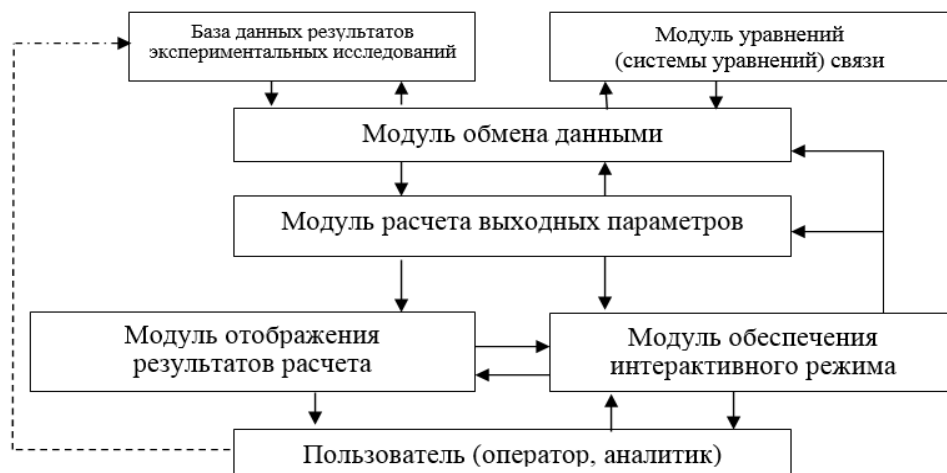 База данных результатов
экспериментальных исследований
Модуль уравнений
(системы уравнений) связи
Модуль обмена данными
Модуль расчета выходных параметров
Модуль отображения
результатов расчета
Модуль обеспечения
интерактивного режима
Пользователь (оператор, аналитик)